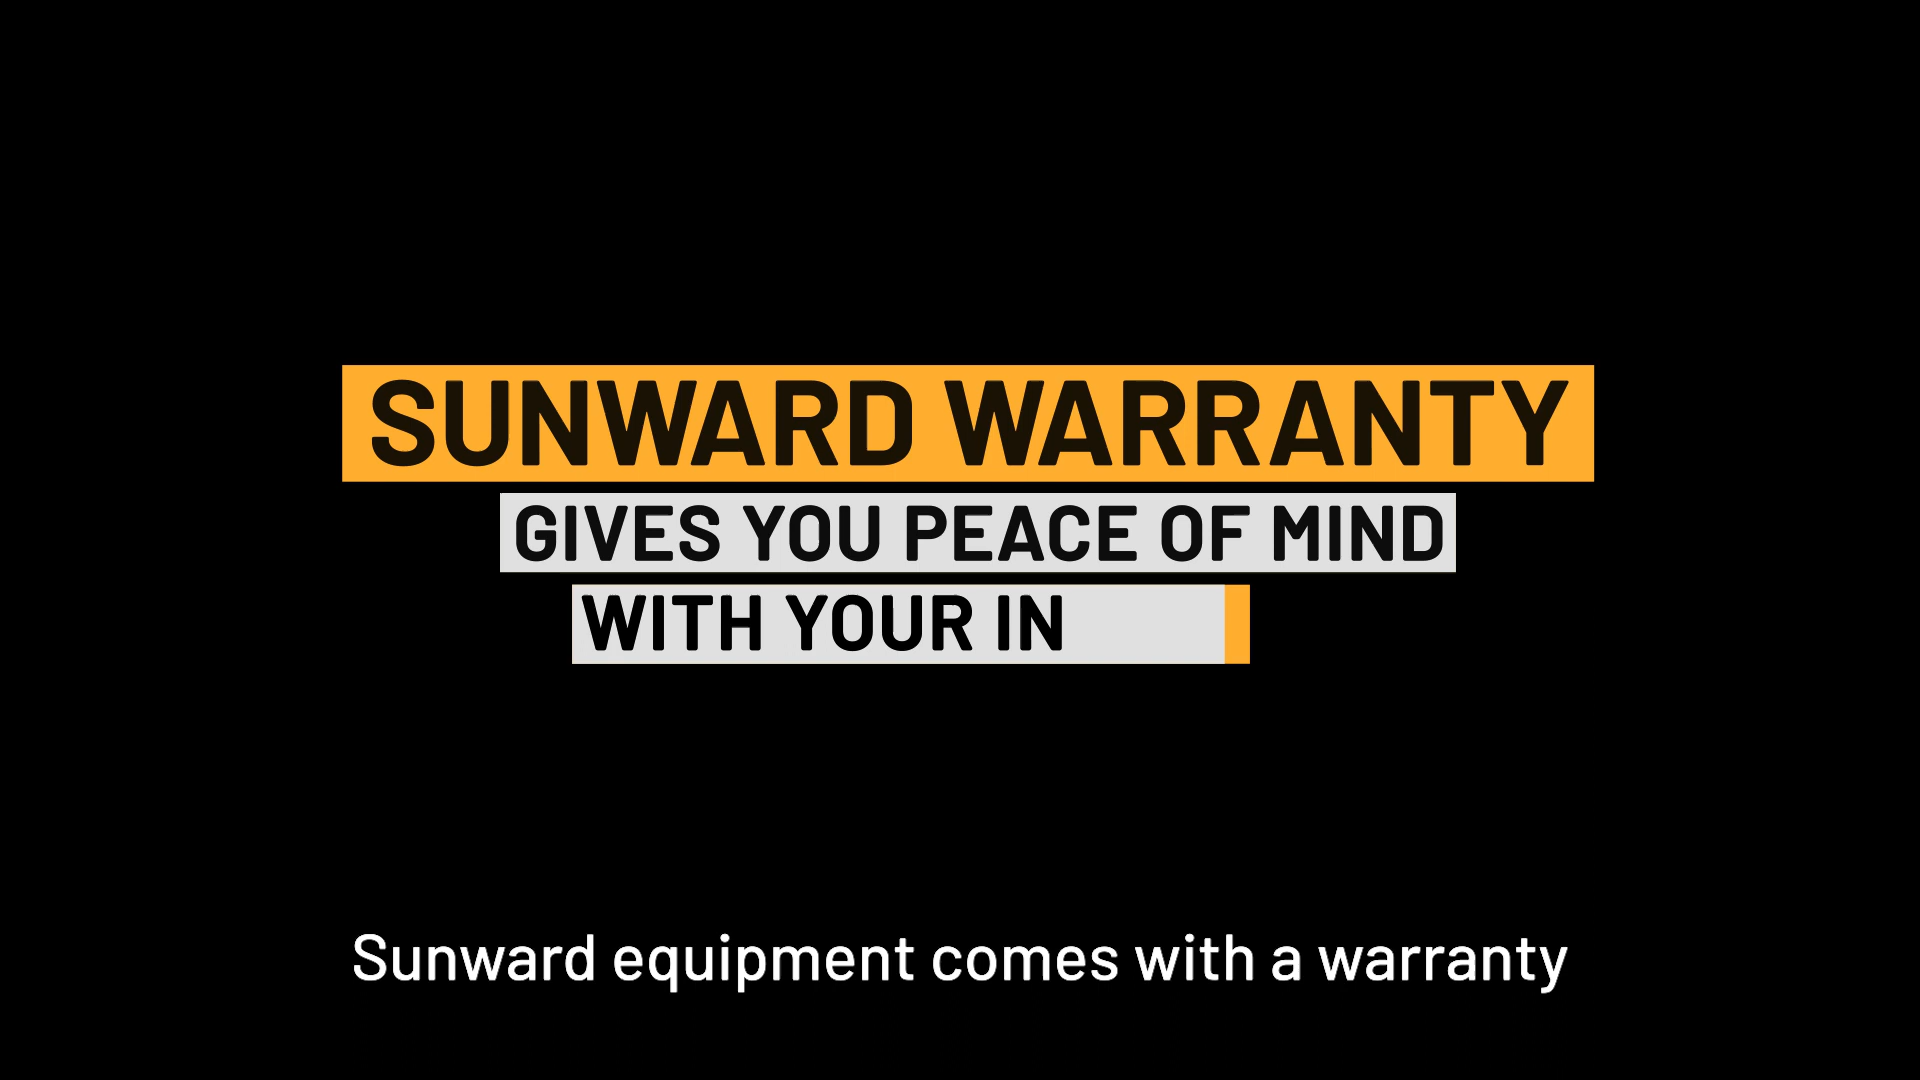 SUNWARD WARRANTY
GIVES YOU PEACE OF MIND
WITH YOUR IN
Sunward equipment comes with a warranty